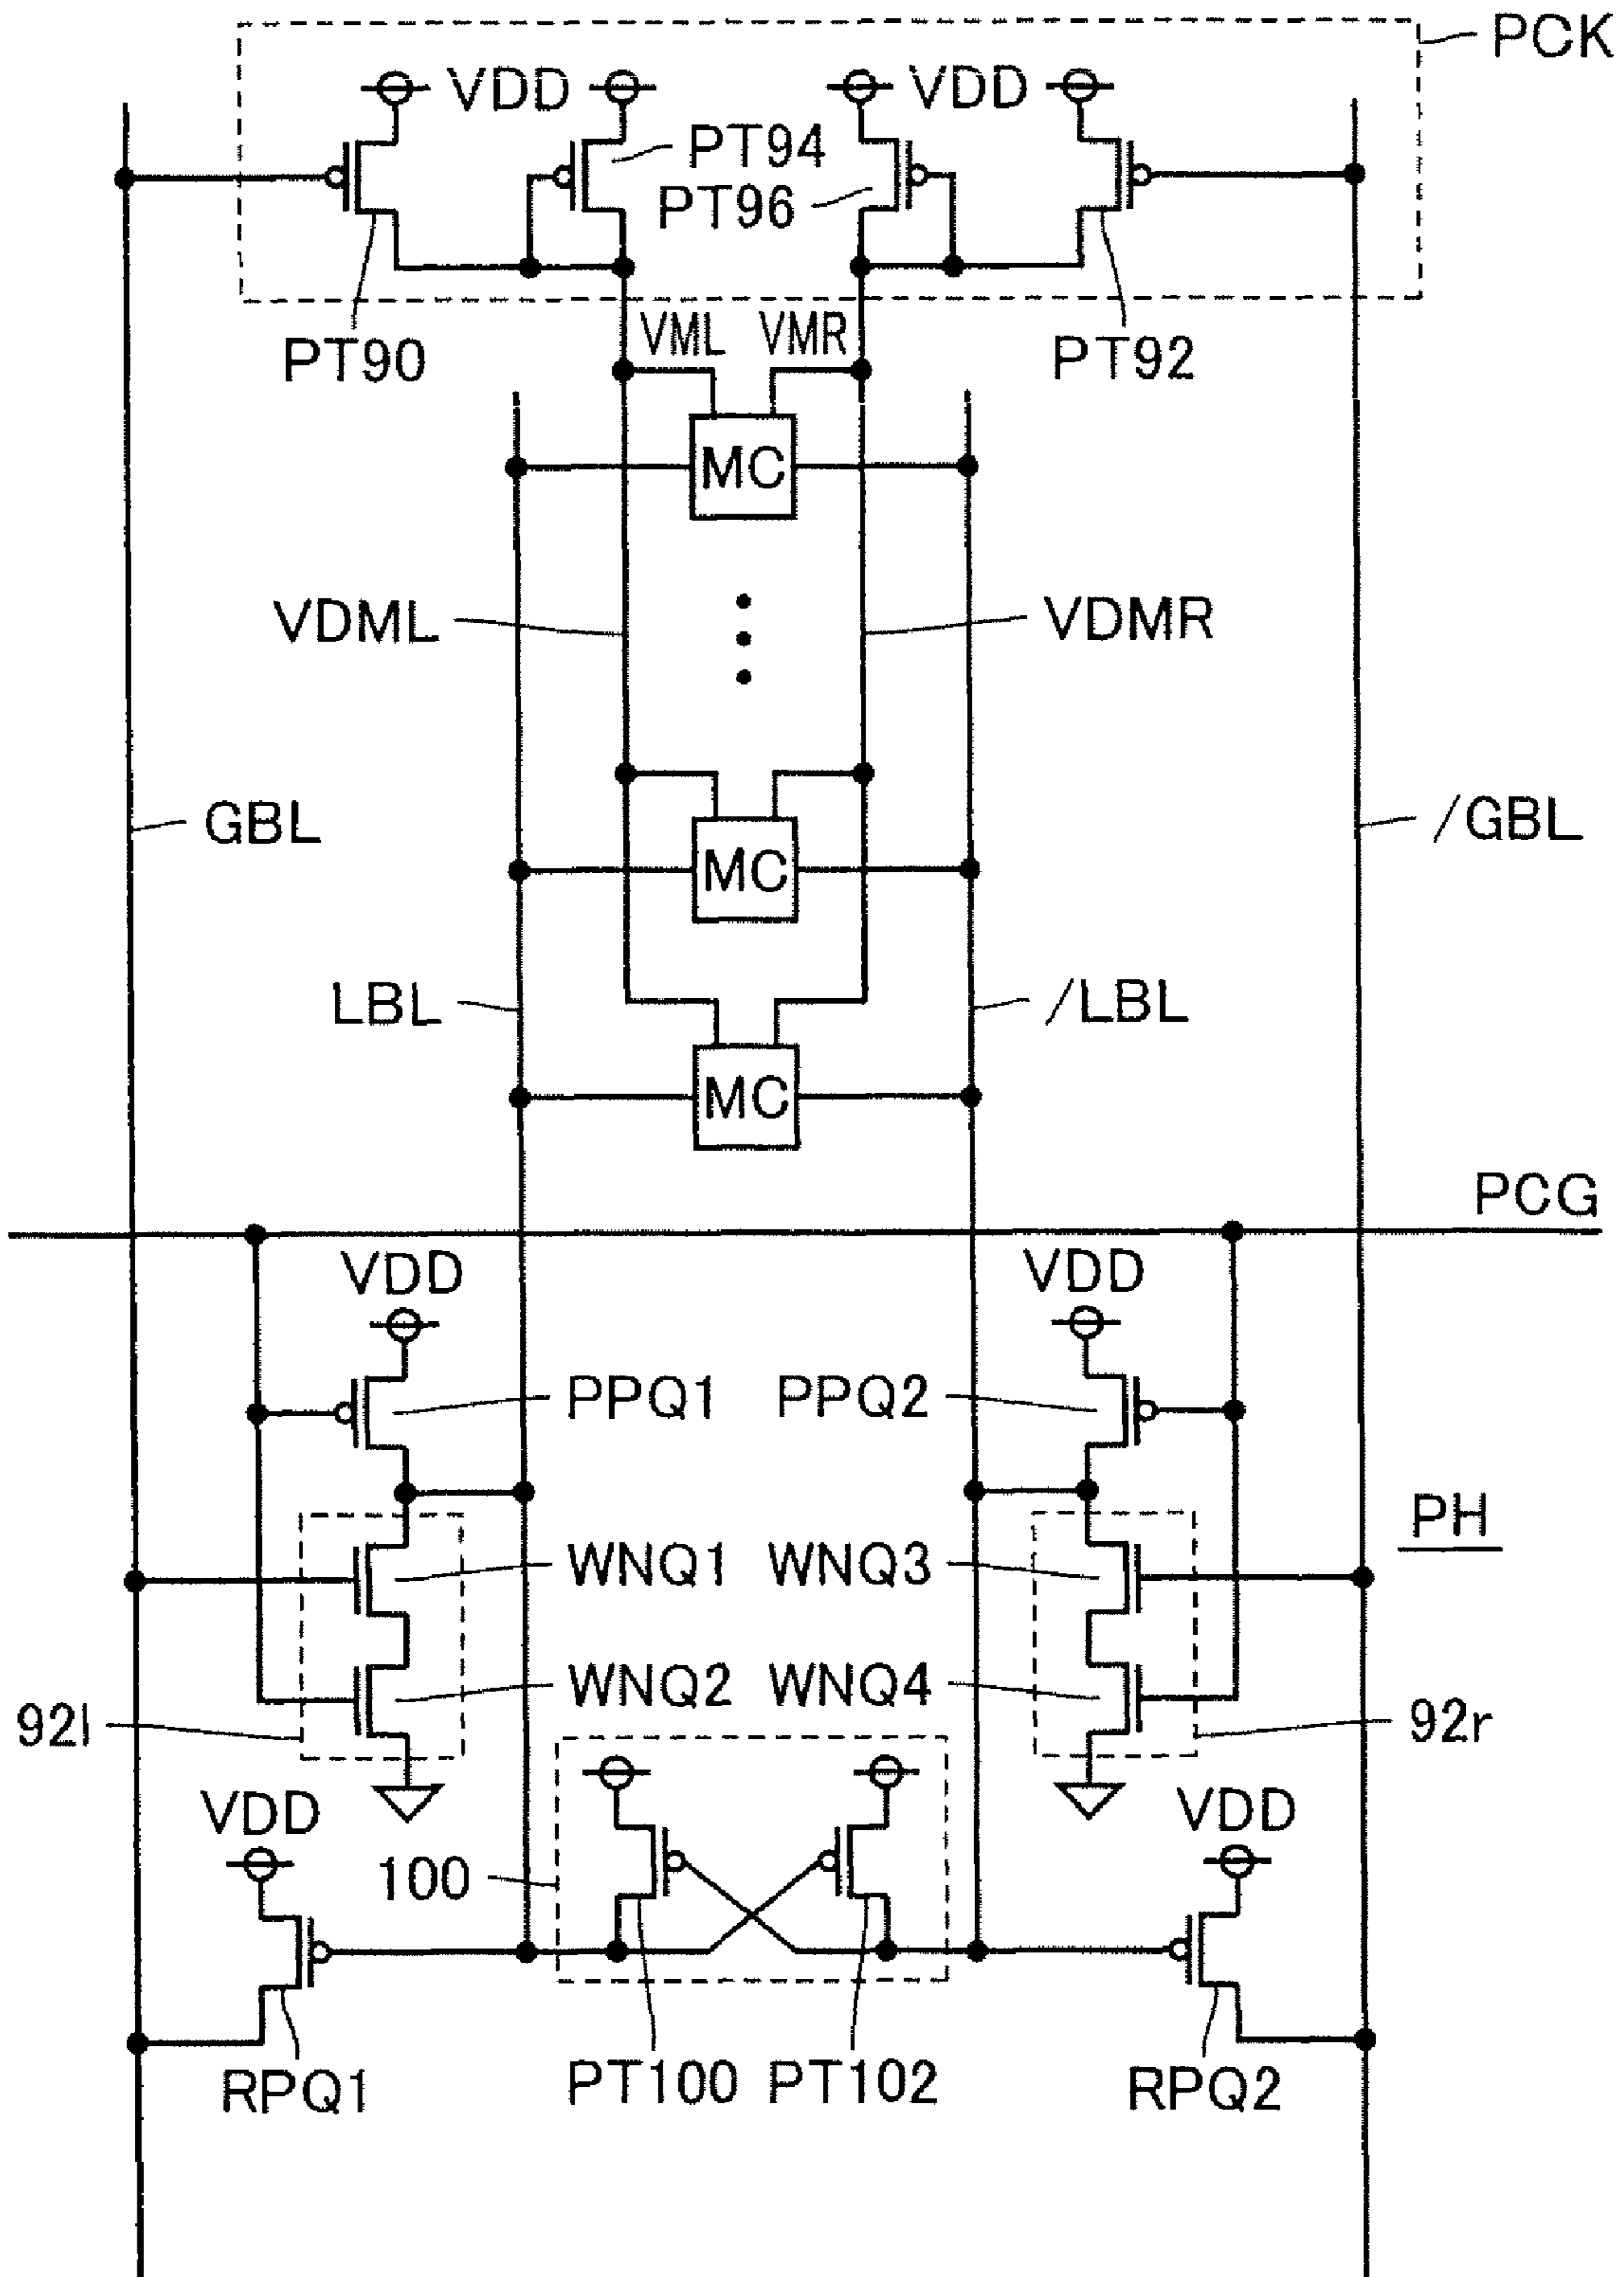 PCK
VDD VDD
PT94
PT96
PT90 VML VMR PT92
MC
VDML VDMR
GBL MC /GBL
LBL /LBL
MC
PCG
VDD VDD
PPQ1 PPQ2
PH
WNQ1 WNQ3
WNQ2 WNQ4
92l 92r
VDD VDD
100
RPQ1 PT100 PT102 RPQ2